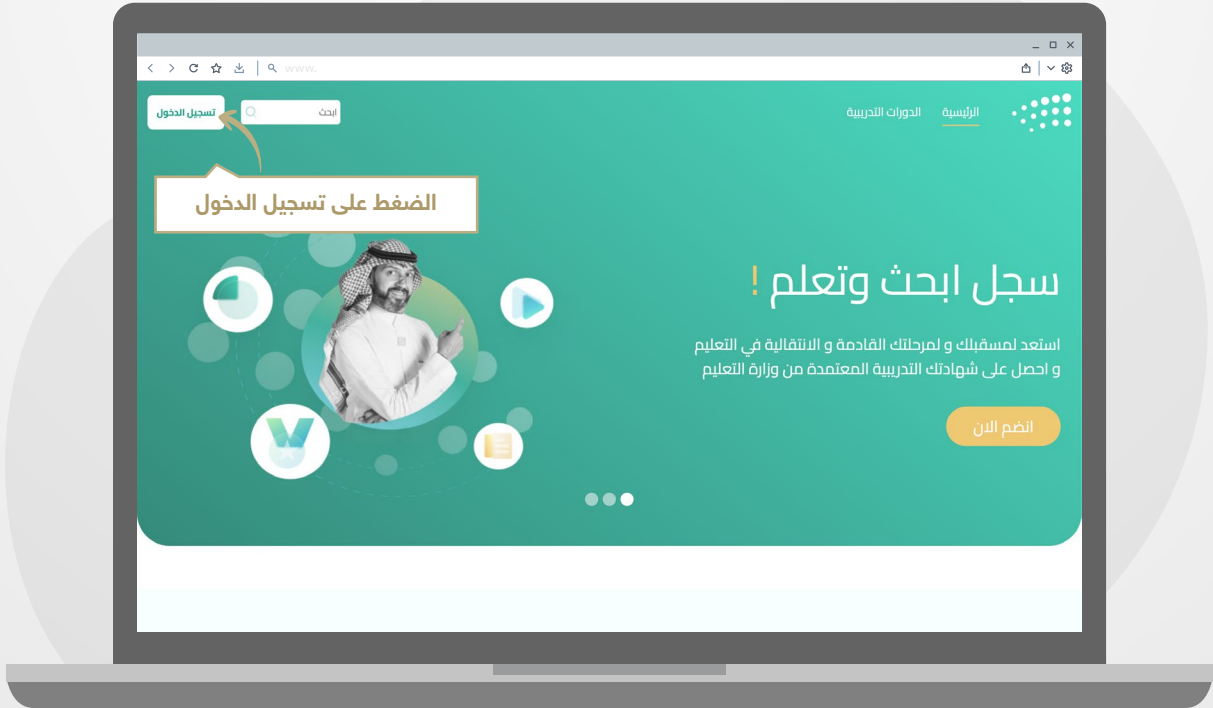 www.
الرئيسية
الدورات التدريبية
ابحث
تسجيل الدخول
الضغط على تسجيل الدخول
سجل ابحث وتعلم !
استعد لمسقبلك و لمرحلتك القادمة و الانتقالية في التعليم
و احصل على شهادتك التدريبية المعتمدة من وزارة التعليم
انضم الان